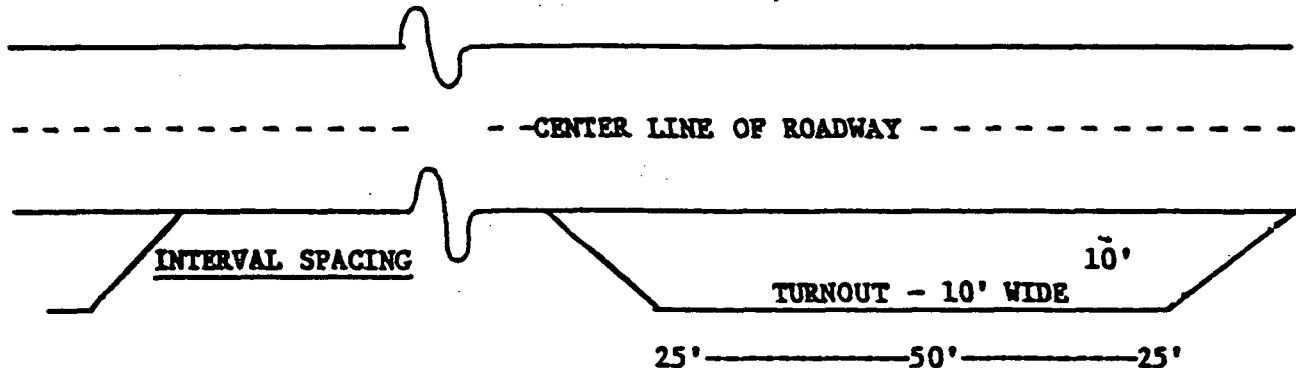 - -CENTER LINE OF ROADWAY - - - - - - - -
INTERVAL SPACING
10'
TURNOUT - 10' WIDE
25'—————50'—————25'